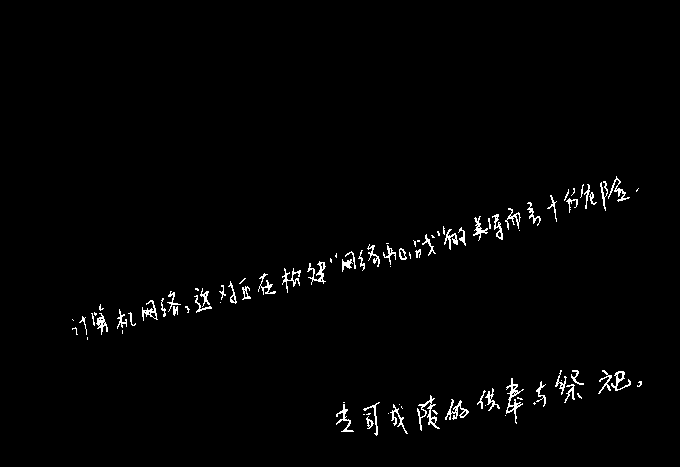 计算机网络,这对正在构建“网络中心战”的美军而言十分危险.
责司成陵的供奉与祭祀。